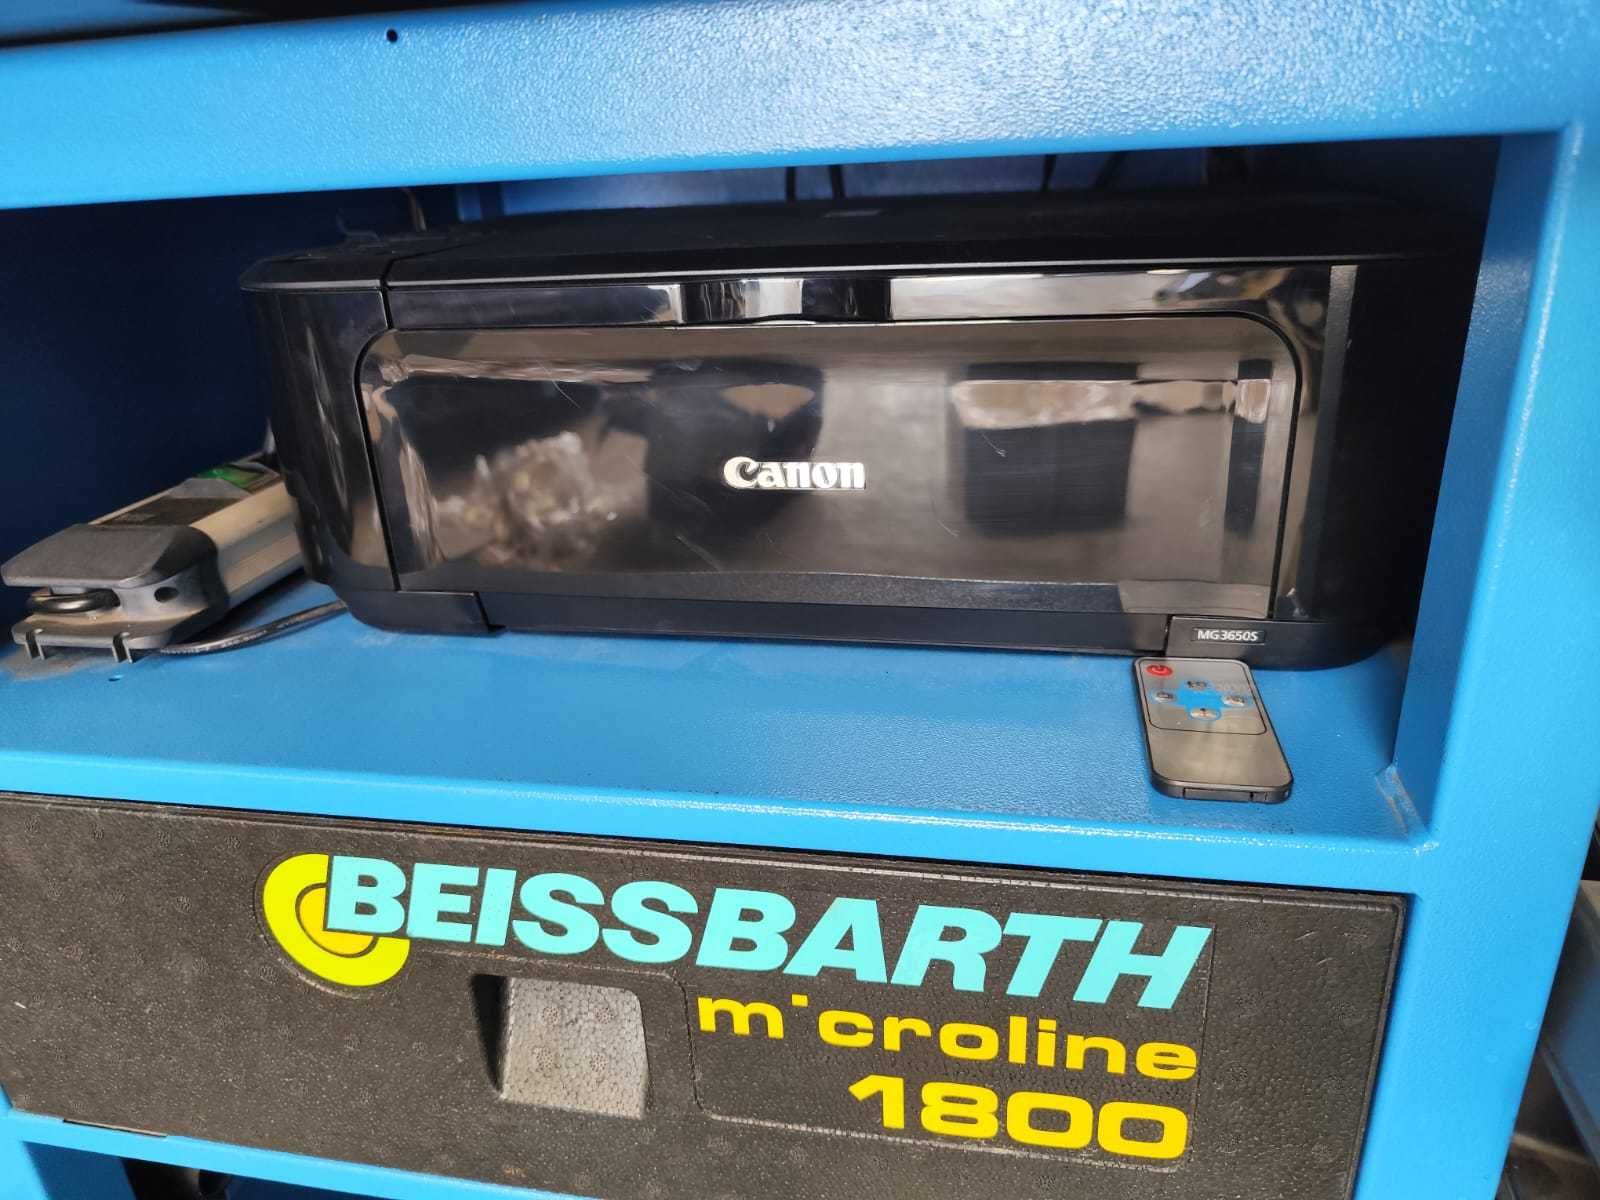 Canon
MG3650S
BEISSBARTH
m·croline
1800